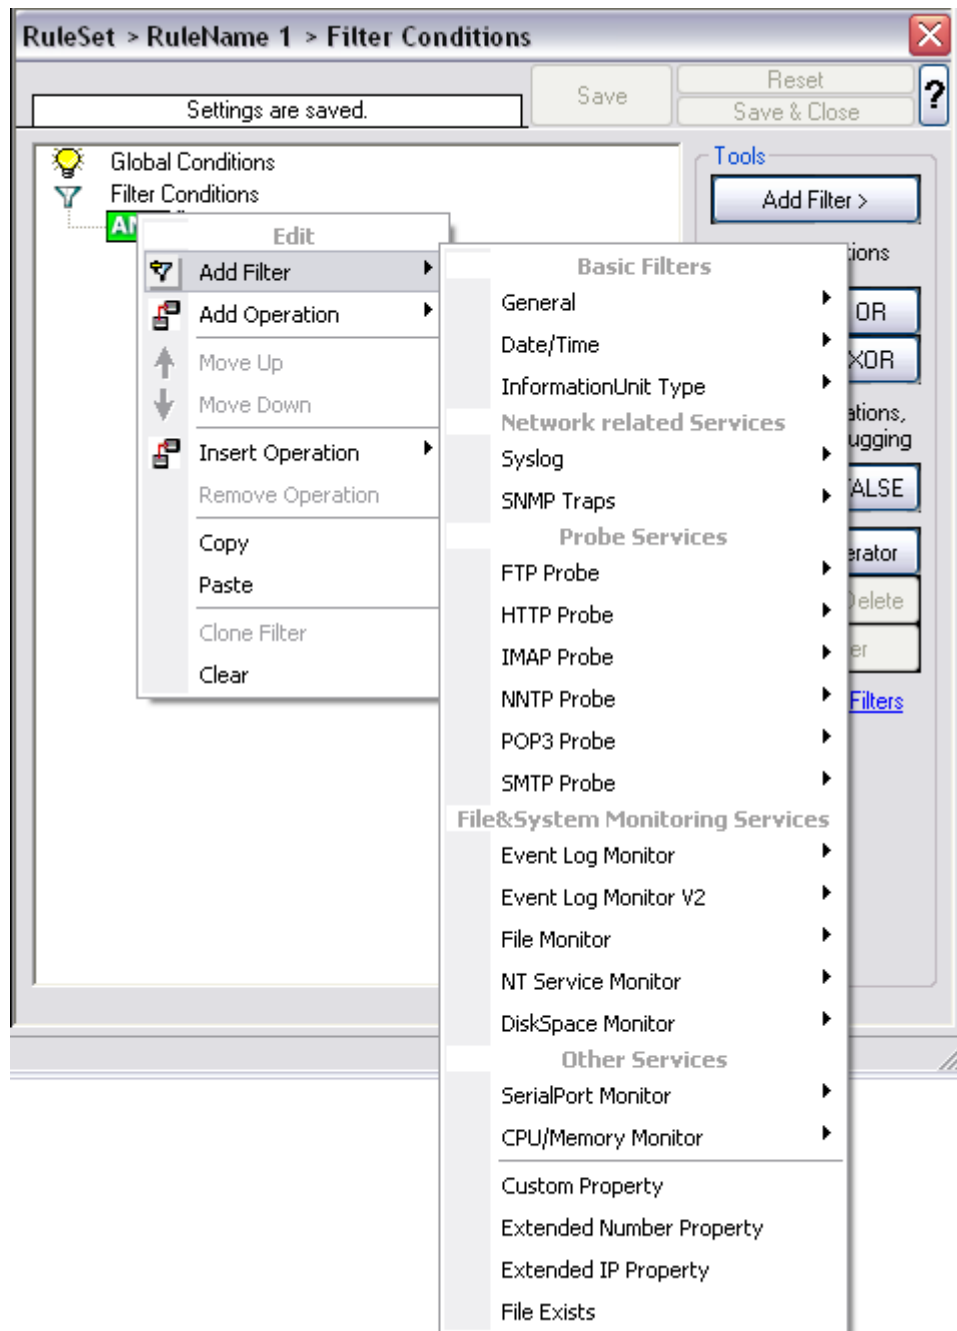 RuleSet > RuleName 1 > Filter Conditions
Save
Reset
?
Settings are saved.
Save & Close
Global Conditions
Filter Conditions
Tools
Add Filter >
Edit
Add Filter
Add Operation
Move Up
Move Down
Insert Operation
Remove Operation
Copy
Paste
Clone Filter
Clear
Basic Filters
General
Date/Time
InformationUnit Type
Network related Services
Syslog
SNMP Traps
Probe Services
FTP Probe
HTTP Probe
IMAP Probe
NNTP Probe
POP3 Probe
SMTP Probe
File&System Monitoring Services
Event Log Monitor
Event Log Monitor V2
File Monitor
NT Service Monitor
DiskSpace Monitor
Other Services
SerialPort Monitor
CPU/Memory Monitor
Custom Property
Extended Number Property
Extended IP Property
File Exists
OR
XOR
Delete
Filters